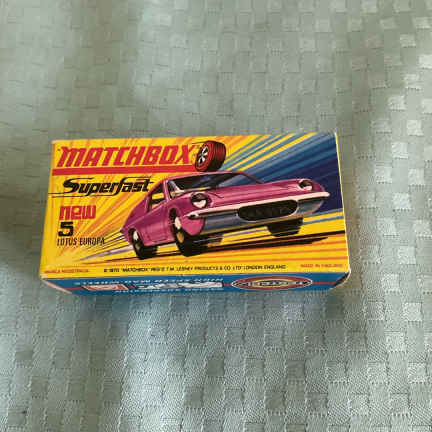 MATCHBOX
Superfast
new
5
LOTUS EUROPA
MARCA REGISTRADA © 1970 "MATCHBOX" REG'D T.M. LESNEY PRODUCTS & CO. LTD. LONDON ENGLAND MADE IN ENGLAND